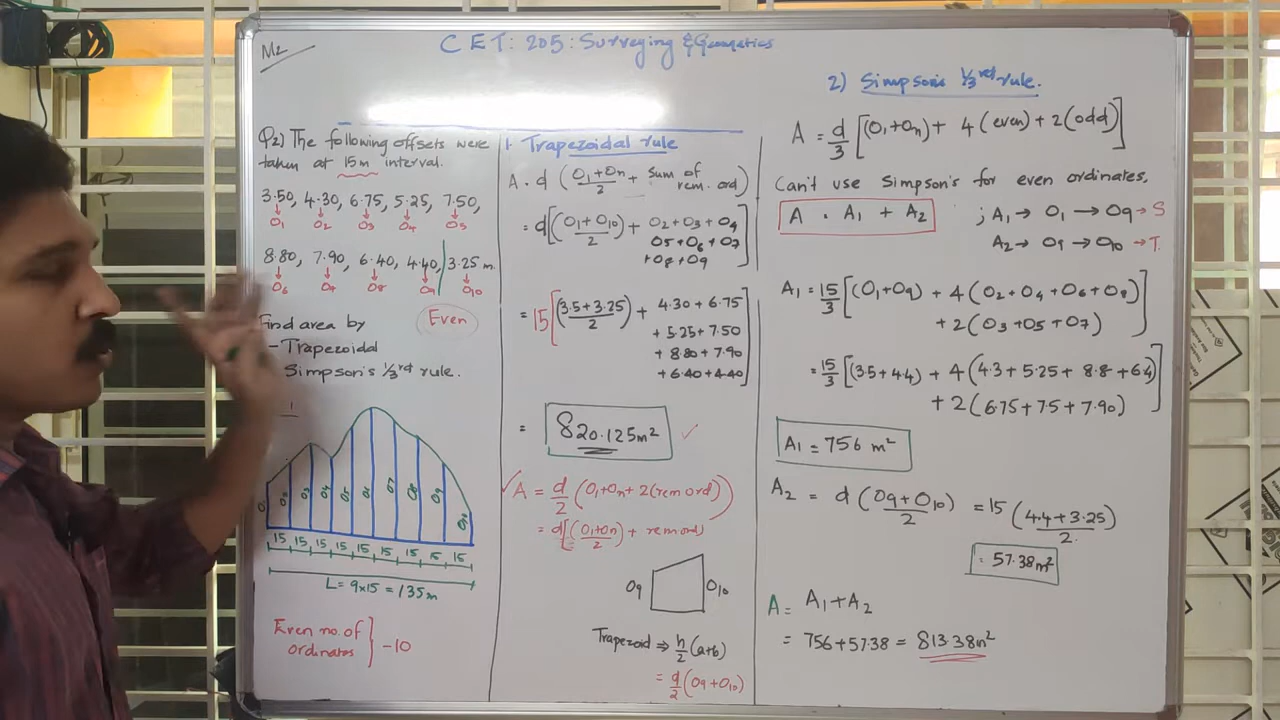 M2
CET: 205: Surveying & Geomatics
Q2) The following offsets were
taken at 15m interval.
3.50, 4.30, 6.75, 5.25, 7.50,
O1 O2 O3 O4 O5
8.80, 7.90, 6.40, 4.40, 3.25 m
O6 O7 O8 O9 O10
Find area by
Even
- Trapezoidal
Simpson's 1/3rd rule.
O1 O2 O3 O4 O5 O6 O7 O8 O9 O10
15 15 15 15 15 15 15 15 15
L = 9x15 = 135m
Even no. of
ordinates } - 10
1. Trapezoidal rule
A = d ( (O1+On)/2 + Sum of
rem. ord )
= d[ ((O1+O10)/2) + O2+O3+O4
O5+O6+O7
+O8+O9 ]
= 15 [ ((3.5+3.25)/2) + 4.30+6.75
+5.25+7.50
+8.80+7.90
+6.40+4.40 ]
= 820.125m² ✓
✓ A = d/2 (O1+On+2(rem ord))
= d[((O1+On)/2) + rem ord]
O9 O10
Trapezoid ⇒ h/2 (a+b)
= d/2 (O9+O10)
2) Simpson's 1/3rd rule.
A = d/3 [(O1+On) + 4(even) + 2(odd)]
Can't use Simpson's for even ordinates.
A = A1 + A2 ; A1 → O1 → O9 → S
A2 → O9 → O10 → T.
A1 = 15/3 [(O1+O9) + 4(O2+O4+O6+O8)
+ 2(O3+O5+O7)]
= 15/3 [(3.5+4.4) + 4(4.3+5.25+8.8+6.4)
+ 2(6.75+7.5+7.90)]
A1 = 756 m²
A2 = d (O9+O10)/2 = 15 (4.4+3.25)/2
= 57.38m²
A = A1+A2
= 756+57.38 = 813.38m²